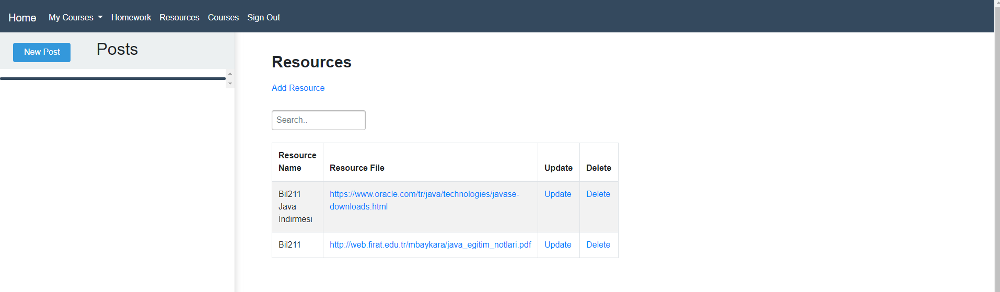 Home My Courses Homework Resources Courses Sign Out
New Post
Posts
Resources
Add Resource
Search..
Resource
Name
Resource File
Update
Delete
Bil211
Java
İndirmesi
https://www.oracle.com/tr/java/technologies/javase-
downloads.html
Update
Delete
Bil211
http://web.firat.edu.tr/mbaykara/java_egitim_notlari.pdf
Update
Delete